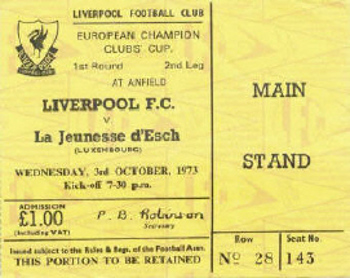 LIVERPOOL FOOTBALL CLUB
EUROPEAN CHAMPION
CLUBS' CUP.
1st Round 2nd Leg
AT ANFIELD
LIVERPOOL F.C.
v
La Jeunesse d'Esch
(LUXEMBOURG)
WEDNESDAY, 3rd OCTOBER, 1973
Kick-off 7-30 p.m.
ADMISSION
£1.00
(Including VAT)
P. B. Robinson
Secretary
Issued subject to the Rules & Regs. of the Football Assn.
THIS PORTION TO BE RETAINED
MAIN
STAND
Row Seat No.
No 28 143